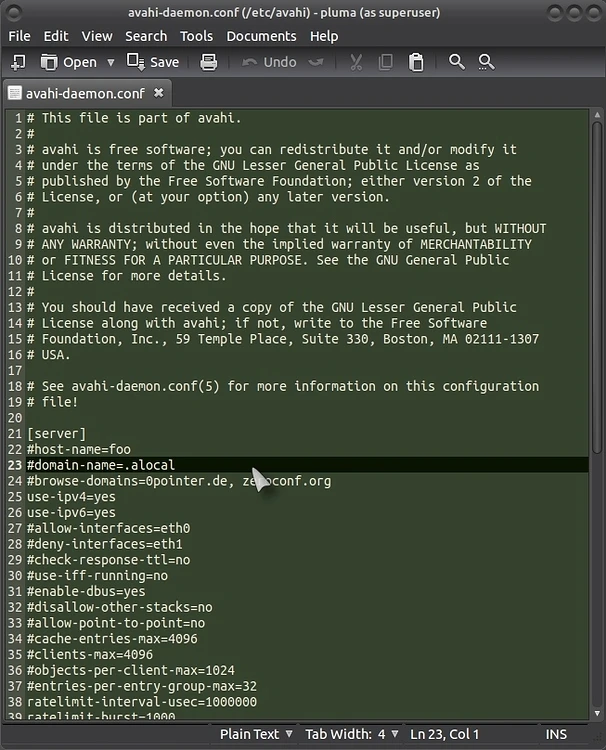 avahi-daemon.conf (/etc/avahi) - pluma (as superuser)
File Edit View Search Tools Documents Help
Open Save Undo
avahi-daemon.conf
1 # This file is part of avahi.
2 #
3 # avahi is free software; you can redistribute it and/or modify it
4 # under the terms of the GNU Lesser General Public License as
5 # published by the Free Software Foundation; either version 2 of the
6 # License, or (at your option) any later version.
7 #
8 # avahi is distributed in the hope that it will be useful, but WITHOUT
9 # ANY WARRANTY; without even the implied warranty of MERCHANTABILITY
10 # or FITNESS FOR A PARTICULAR PURPOSE. See the GNU General Public
11 # License for more details.
12 #
13 # You should have received a copy of the GNU Lesser General Public
14 # License along with avahi; if not, write to the Free Software
15 # Foundation, Inc., 59 Temple Place, Suite 330, Boston, MA 02111-1307
16 # USA.
17
18 # See avahi-daemon.conf(5) for more information on this configuration
19 # file!
20
21 [server]
22 #host-name=foo
23 #domain-name=.alocal
24 #browse-domains=0pointer.de, zeroconf.org
25 use-ipv4=yes
26 use-ipv6=yes
27 #allow-interfaces=eth0
28 #deny-interfaces=eth1
29 #check-response-ttl=no
30 #use-iff-running=no
31 #enable-dbus=yes
32 #disallow-other-stacks=no
33 #allow-point-to-point=no
34 #cache-entries-max=4096
35 #clients-max=4096
36 #objects-per-client-max=1024
37 #entries-per-entry-group-max=32
38 ratelimit-interval-usec=1000000
39 ratelimit-burst=1000
Plain Text Tab Width: 4 Ln 23, Col 1 INS